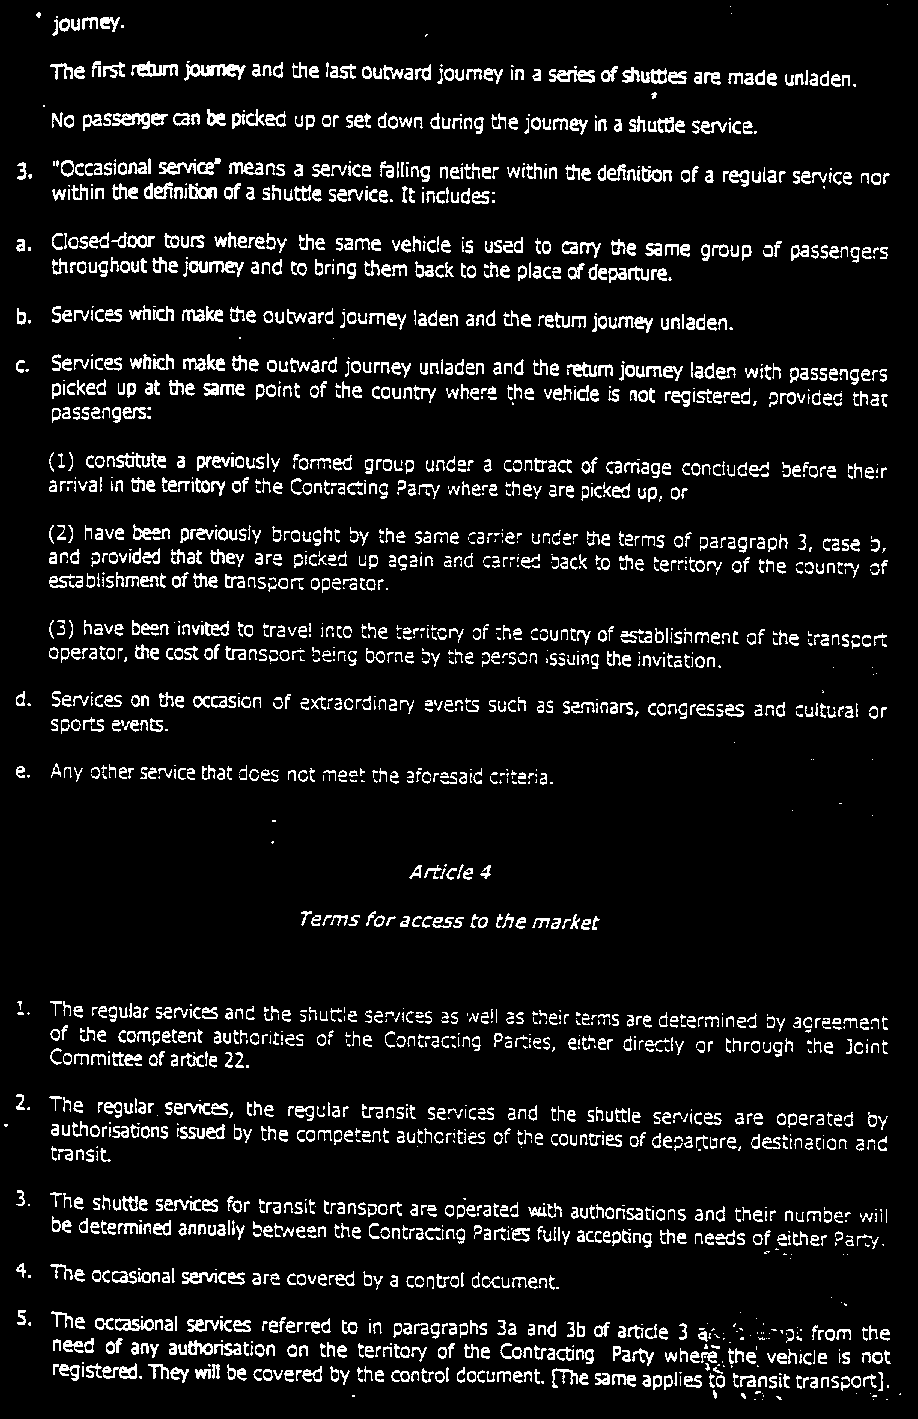 journey.
The first return journey and the last outward journey in a series of shuttles are made unladen.
No passenger can be picked up or set down during the journey in a shuttle service.
3. "Occasional service" means a service falling neither within the definition of a regular service nor
within the definition of a shuttle service. It includes:
a. Closed-door tours whereby the same vehicle is used to carry the same group of passengers
throughout the journey and to bring them back to the place of departure.
b. Services which make the outward journey laden and the return journey unladen.
c. Services which make the outward journey unladen and the return journey laden with passengers
picked up at the same point of the country where the vehicle is not registered, provided that
passengers:
(1) constitute a previously formed group under a contract of carriage concluded before their
arrival in the territory of the Contracting Party where they are picked up, or
(2) have been previously brought by the same carrier under the terms of paragraph 3, case b,
and provided that they are picked up again and carried back to the territory of the country of
establishment of the transport operator.
(3) have been invited to travel into the territory of the country of establishment of the transport
operator, the cost of transport being borne by the person issuing the invitation.
d. Services on the occasion of extraordinary events such as seminars, congresses and cultural or
sports events.
e. Any other service that does not meet the aforesaid criteria.
Article 4
Terms for access to the market
1. The regular services and the shuttle services as well as their terms are determined by agreement
of the competent authorities of the Contracting Parties, either directly or through the Joint
Committee of article 22.
2. The regular services, the regular transit services and the shuttle services are operated by
authorisations issued by the competent authorities of the countries of departure, destination and
transit.
3. The shuttle services for transit transport are operated with authorisations and their number will
be determined annually between the Contracting Parties fully accepting the needs of either Party.
4. The occasional services are covered by a control document.
5. The occasional services referred to in paragraphs 3a and 3b of article 3 from the
need of any authorisation on the territory of the Contracting Party where the vehicle is not
registered. They will be covered by the control document. [The same applies to transit transport].